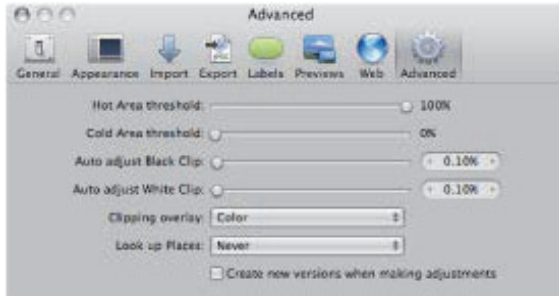 Advanced
General Appearance Import Export Labels Previews Web Advanced
Hot Area threshold: 100%
Cold Area threshold: 0%
Auto adjust Black Clip: 0.10%
Auto adjust White Clip: 0.10%
Clipping overlay: Color
Look up Places: Never
Create new versions when making adjustments